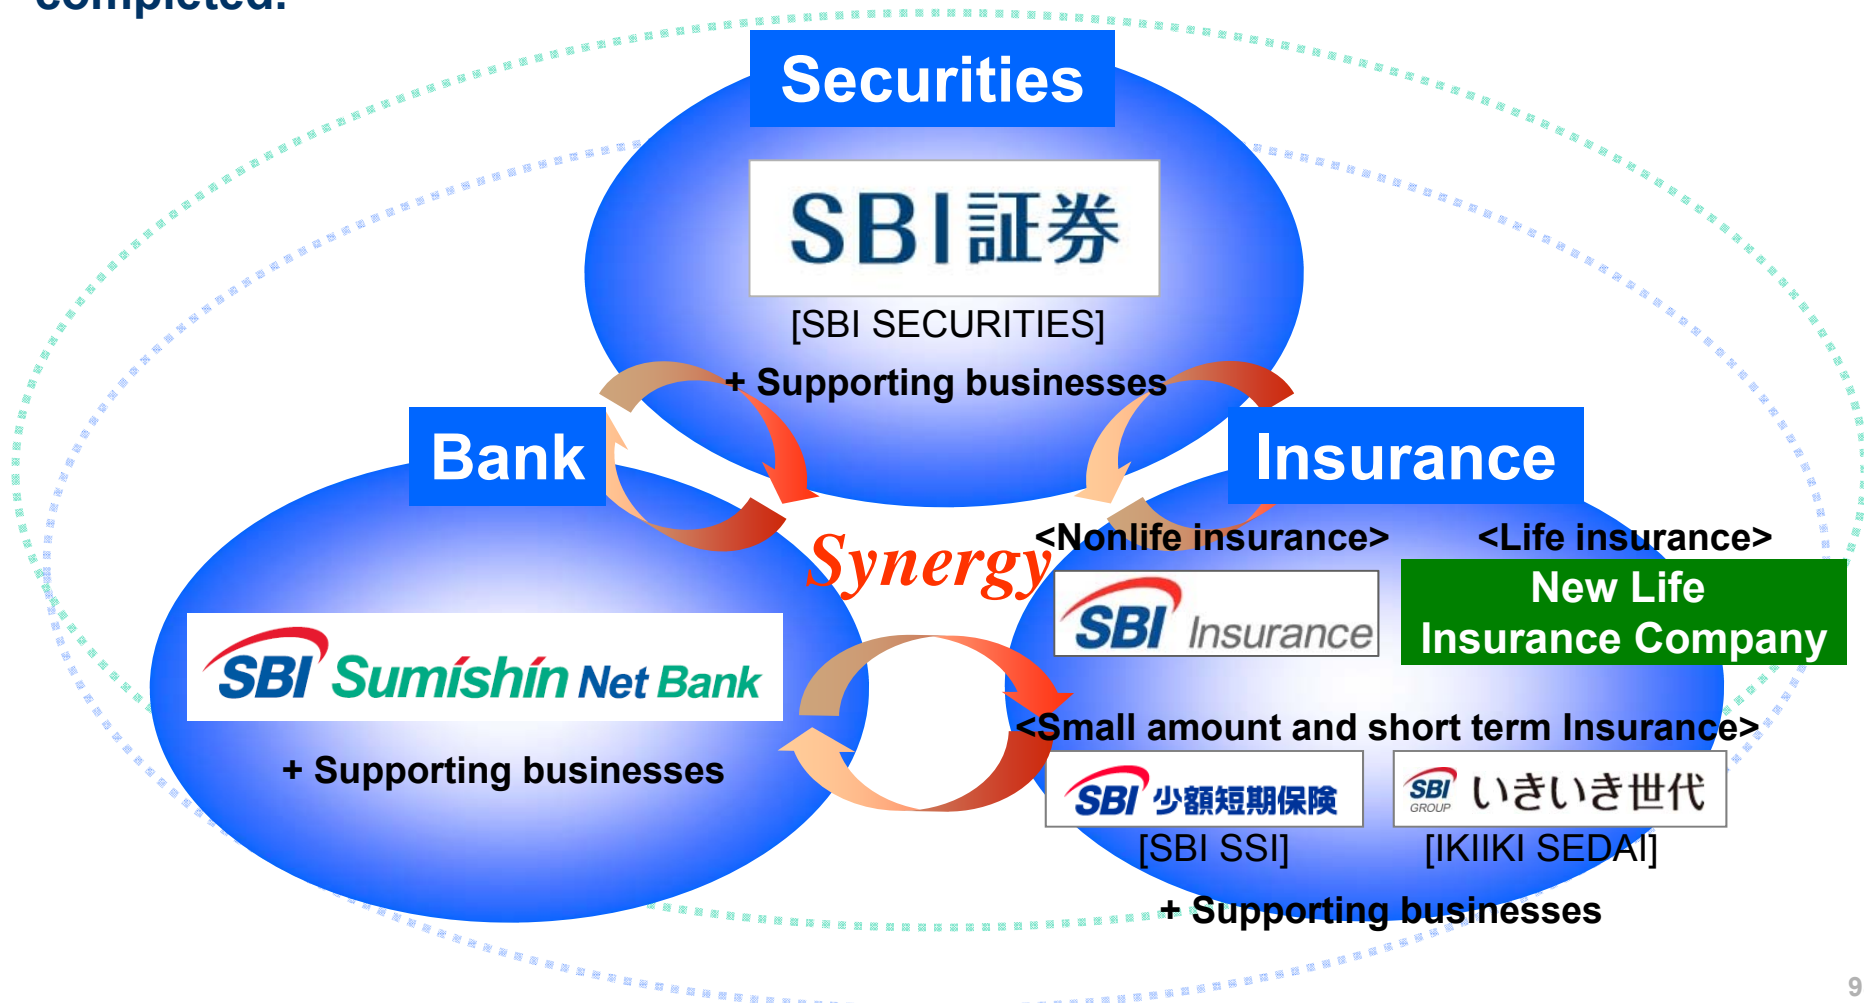 completed.
Securities
SBI証券
[SBI SECURITIES]
+ Supporting businesses
Bank
Insurance
Synergy
<Nonlife insurance>
<Life insurance>
SBI Insurance
New Life
Insurance Company
SBI Sumishin Net Bank
+ Supporting businesses
<Small amount and short term Insurance>
SBI 少額短期保険
SBI GROUP いきいき世代
[SBI SSI]
[IKIIKI SEDAI]
+ Supporting businesses
9